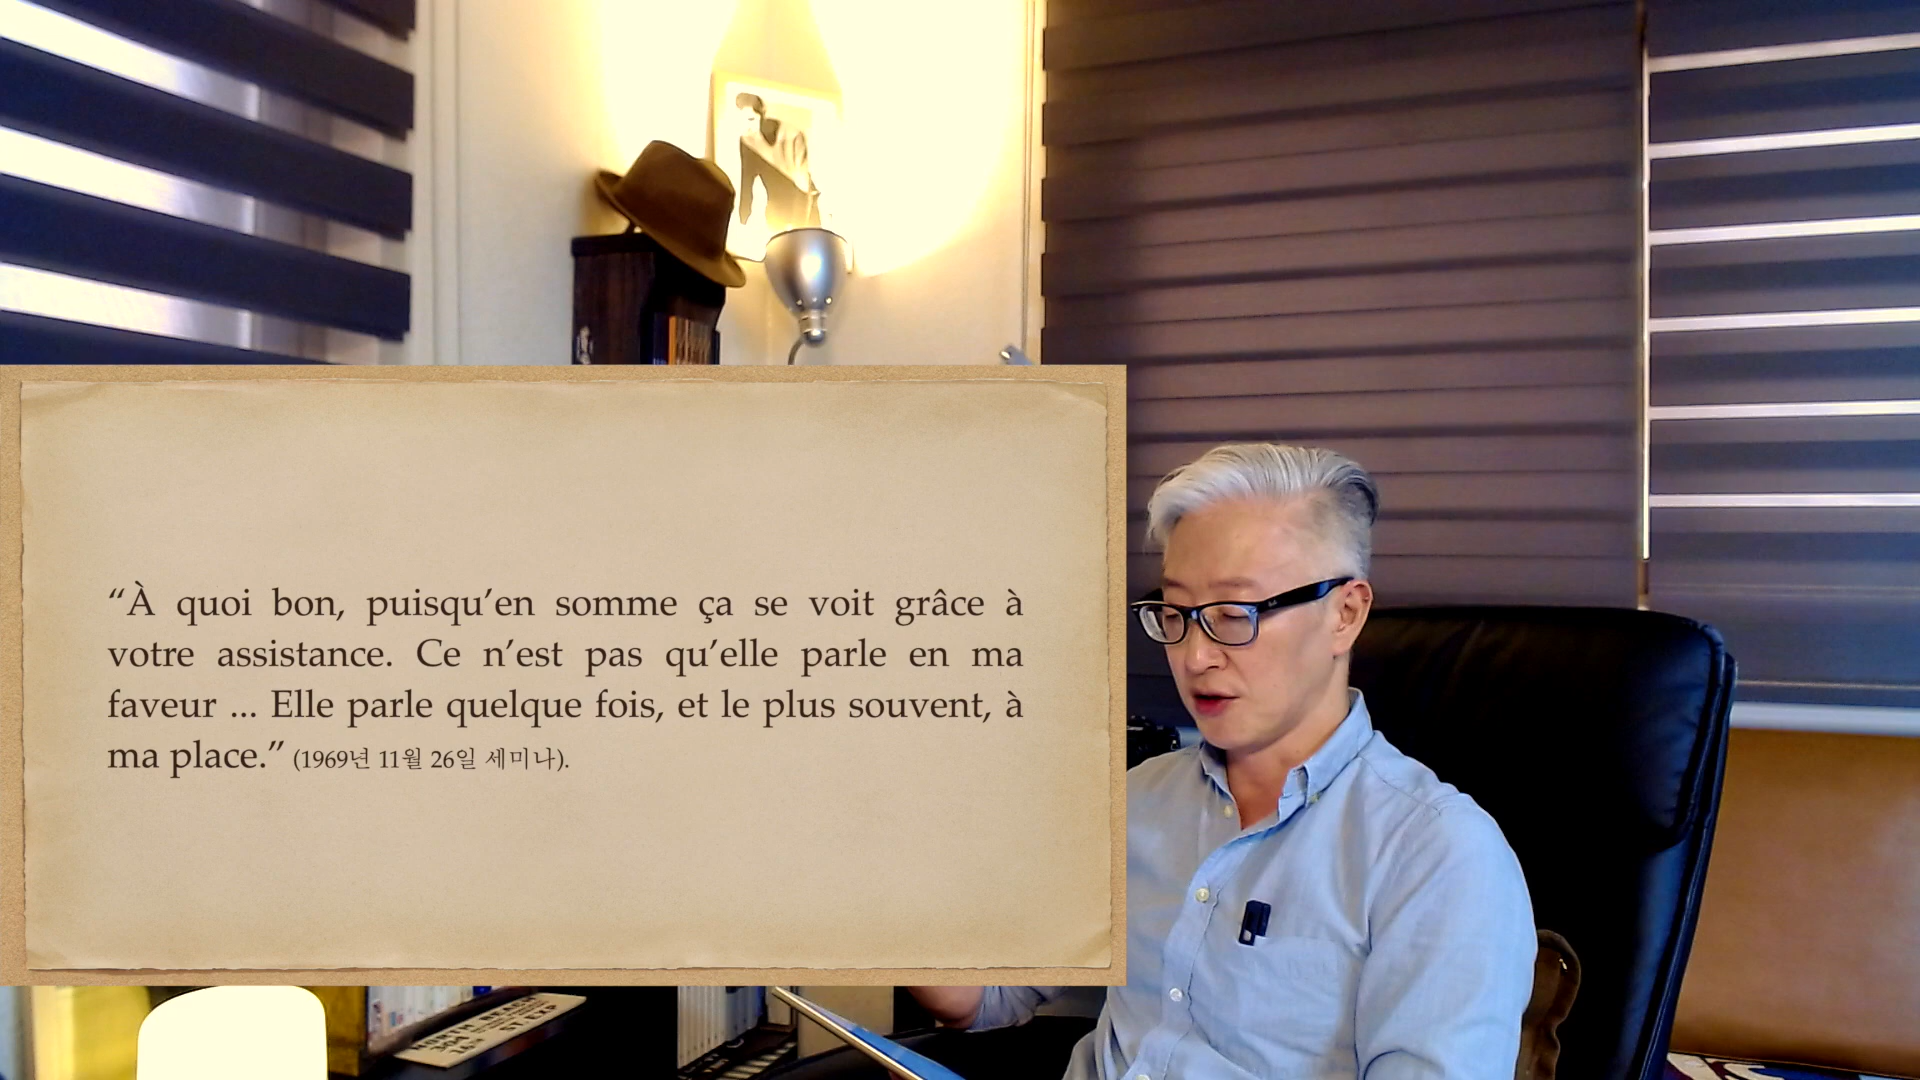 “À quoi bon, puisqu’en somme ça se voit grâce à
votre assistance. Ce n’est pas qu’elle parle en ma
faveur ... Elle parle quelque fois, et le plus souvent, à
ma place.” (1969년 11월 26일 세미나).
NORTH BEACH